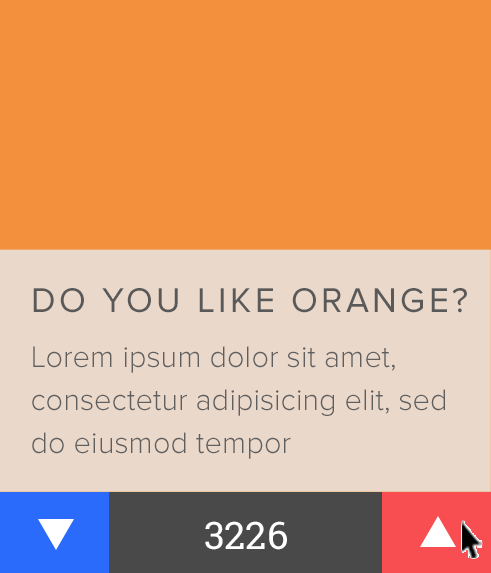 DO YOU LIKE ORANGE?
Lorem ipsum dolor sit amet,
consectetur adipisicing elit, sed
do eiusmod tempor
3226